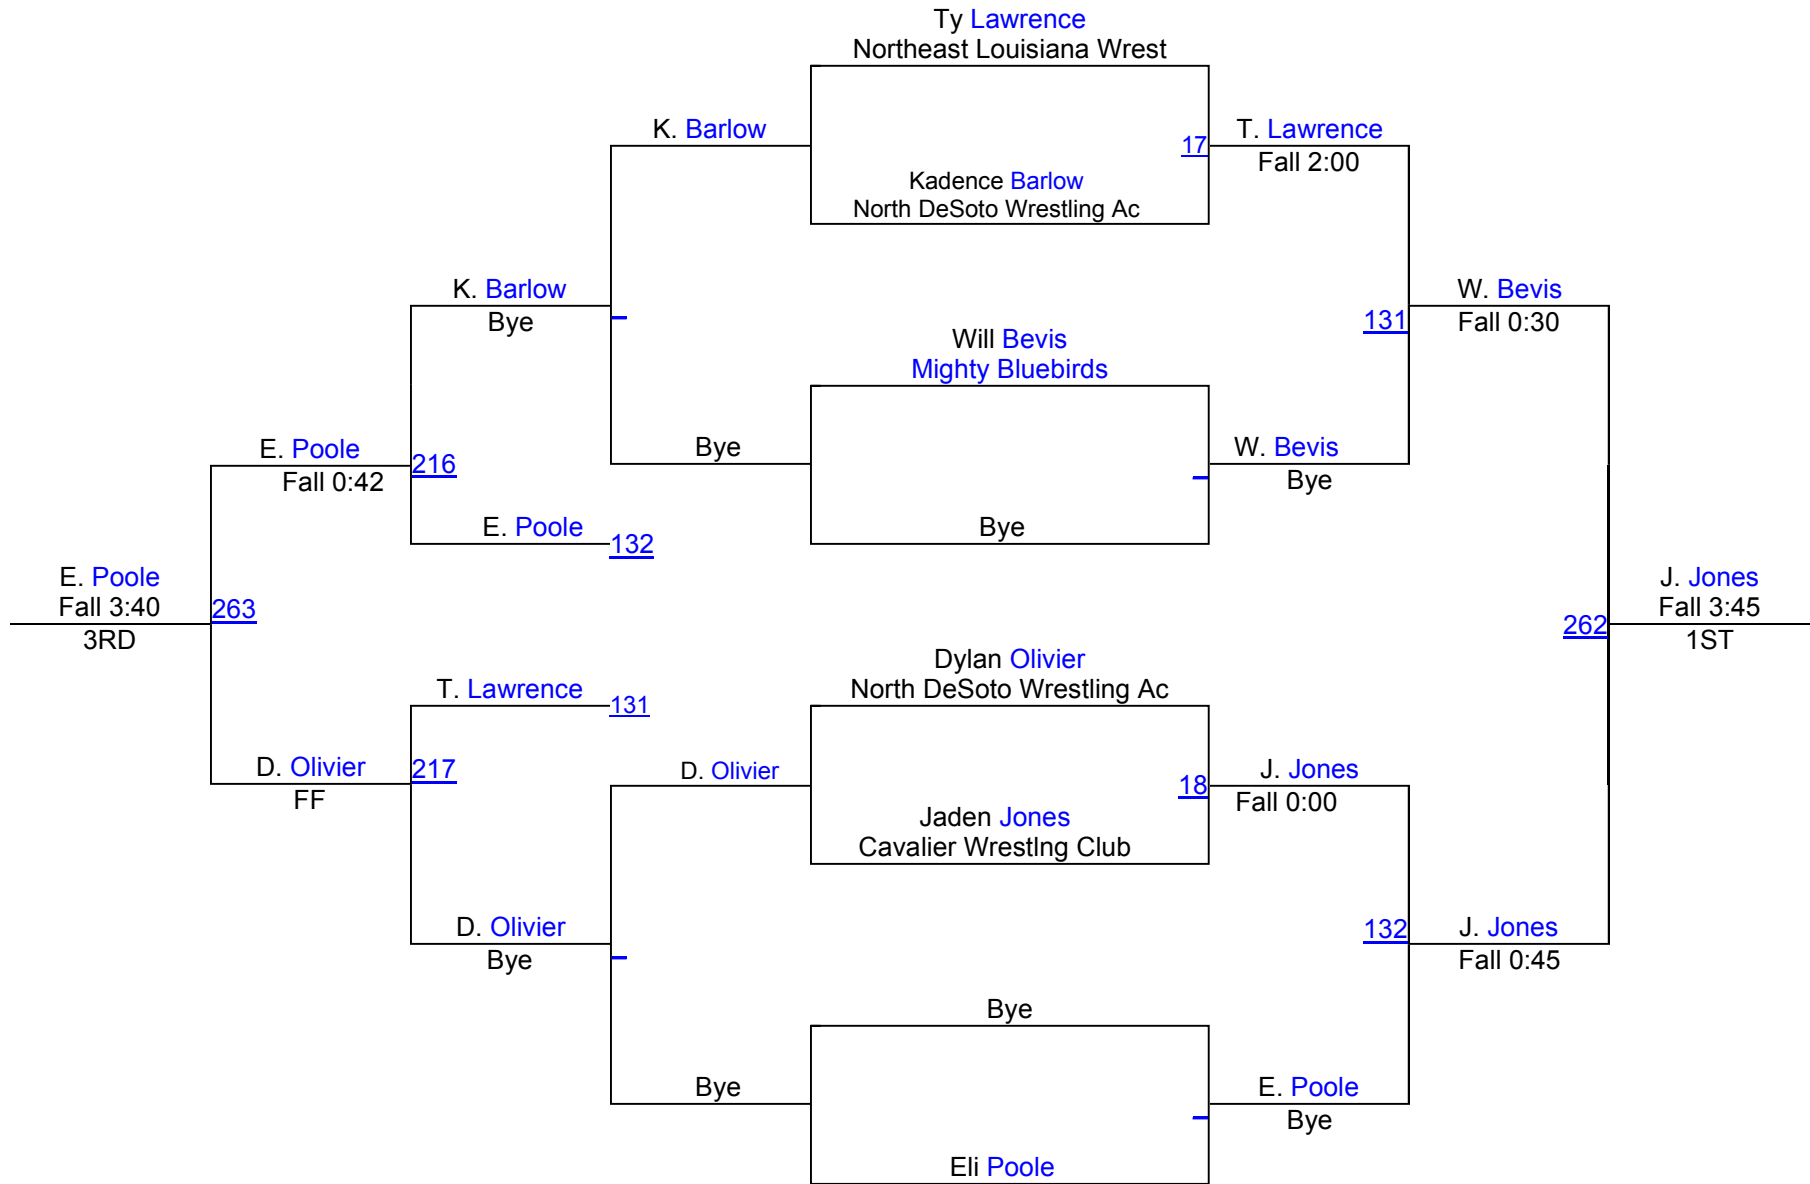 Ty Lawrence
Northeast Louisiana Wrest
K. Barlow
17
T. Lawrence
Fall 2:00
Kadence Barlow
North DeSoto Wrestling Ac
K. Barlow
Bye
W. Bevis
Fall 0:30
131
Will Bevis
Mighty Bluebirds
E. Poole
Fall 0:42
216
Bye
W. Bevis
Bye
E. Poole
132
Bye
E. Poole
Fall 3:40
3RD
263
J. Jones
Fall 3:45
1ST
262
Dylan Olivier
North DeSoto Wrestling Ac
T. Lawrence
131
D. Olivier
FF
217
D. Olivier
18
J. Jones
Fall 0:00
Jaden Jones
Cavalier Wrestlng Club
D. Olivier
Bye
132
J. Jones
Fall 0:45
Bye
Bye
E. Poole
Bye
Eli Poole